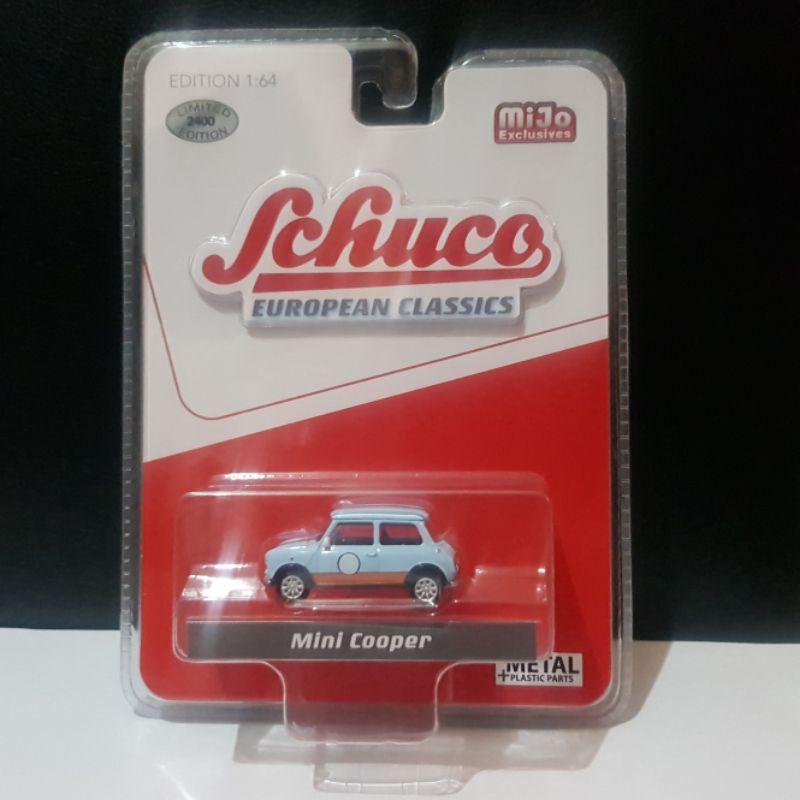 EDITION 1:64
LIMITED
2400
EDITION
MiJo
Exclusives
Schuco
EUROPEAN CLASSICS
Mini Cooper
METAL
+PLASTIC PARTS